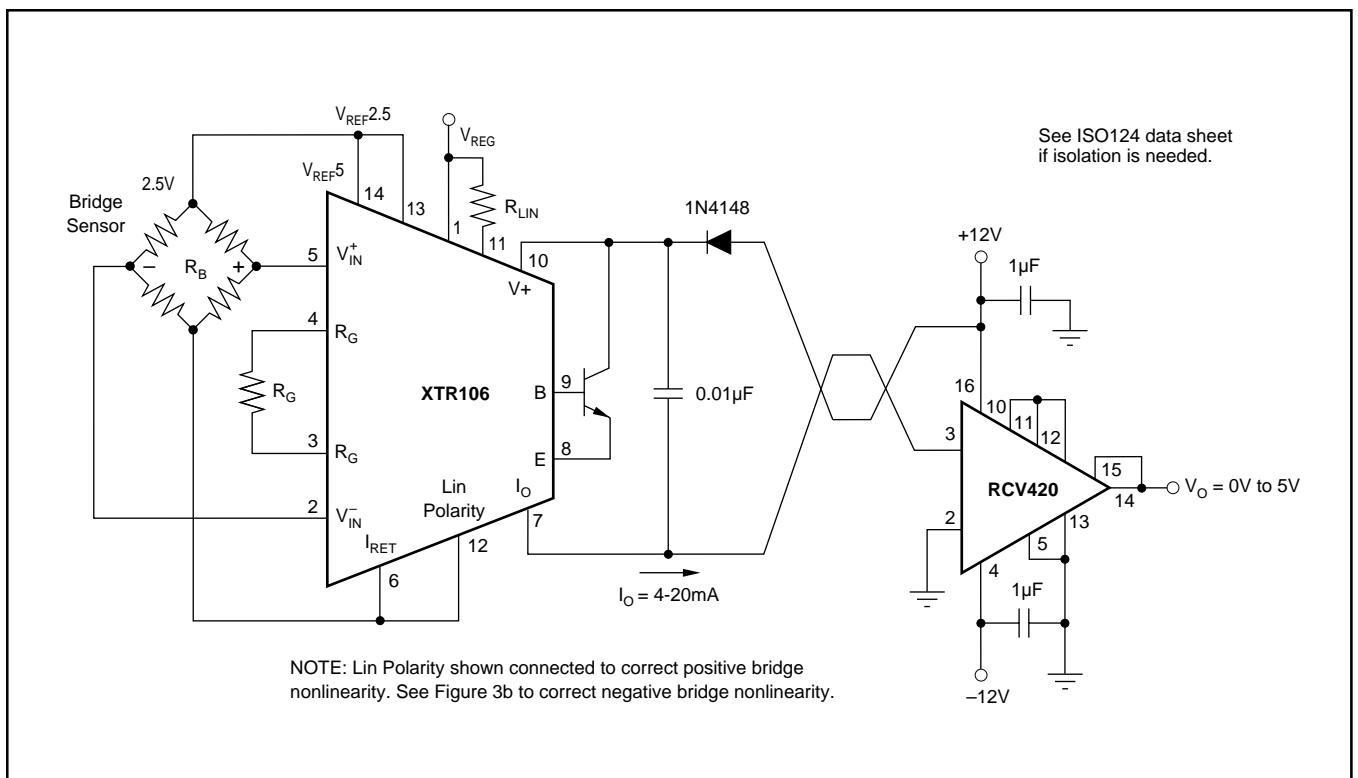 V_REF2.5
V_REG
See ISO124 data sheet
if isolation is needed.
V_REF5
2.5V
14
13
Bridge
Sensor
R_LIN
1
11
1N4148
+12V
5
V⁺_IN
10
V+
– R_B +
1µF
4
R_G
R_G
XTR106
B
9
0.01µF
16
10
11
12
3
3
R_G
E
8
15
RCV420
14
V_O = 0V to 5V
Lin
Polarity
I_O
2
V⁻_IN
7
2
13
I_RET
12
5
4
6
I_O = 4-20mA
1µF
NOTE: Lin Polarity shown connected to correct positive bridge
nonlinearity. See Figure 3b to correct negative bridge nonlinearity.
–12V